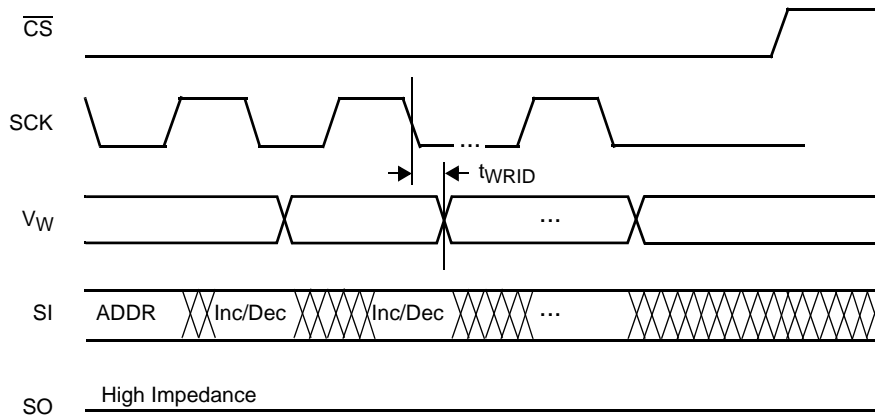 CS
SCK
...
tWRID
VW
...
SI
ADDR
Inc/Dec
Inc/Dec
...
High Impedance
SO